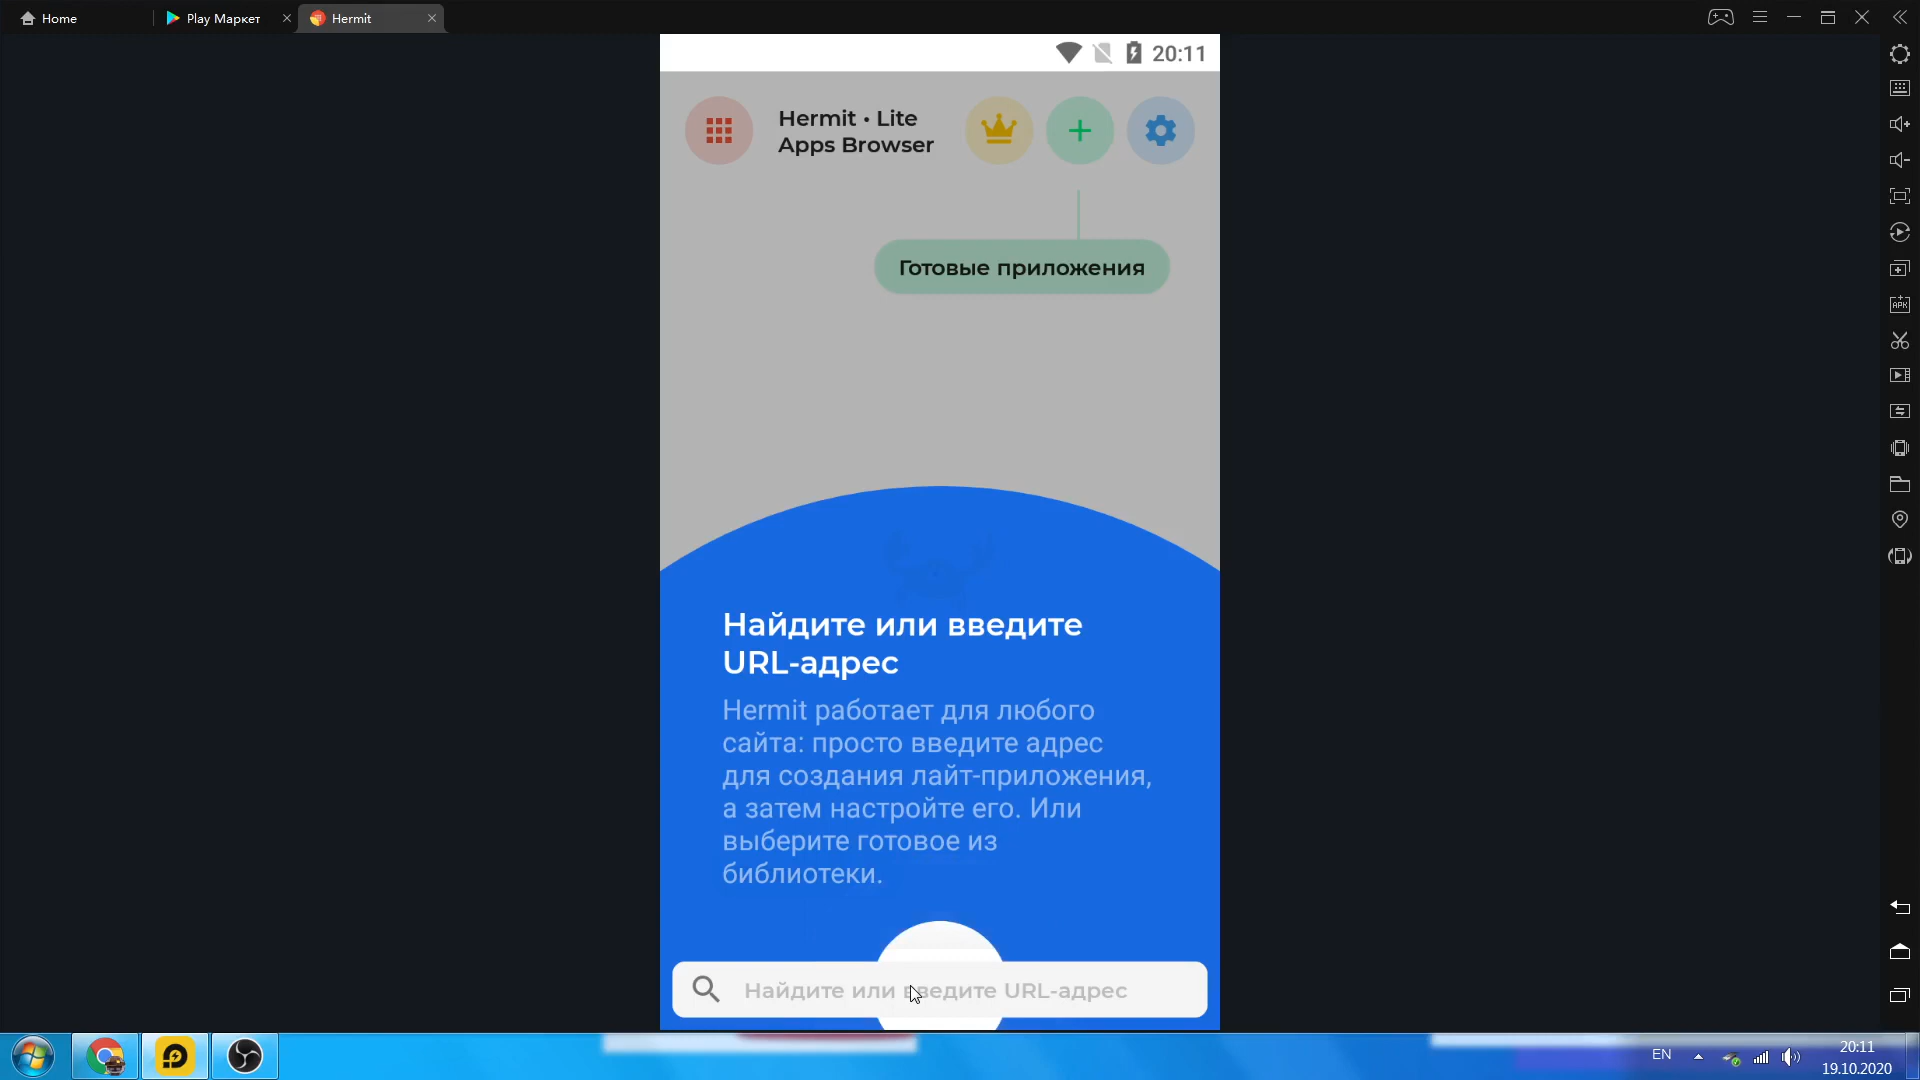 Home
Play Маркет
Hermit
20:11
Hermit • Lite
Apps Browser
Готовые приложения
Найдите или введите
URL-адрес
Hermit работает для любого
сайта: просто введите адрес
для создания лайт-приложения,
а затем настройте его. Или
выберите готовое из
библиотеки.
Найдите или введите URL-адрес
APK
EN
20:11
19.10.2020